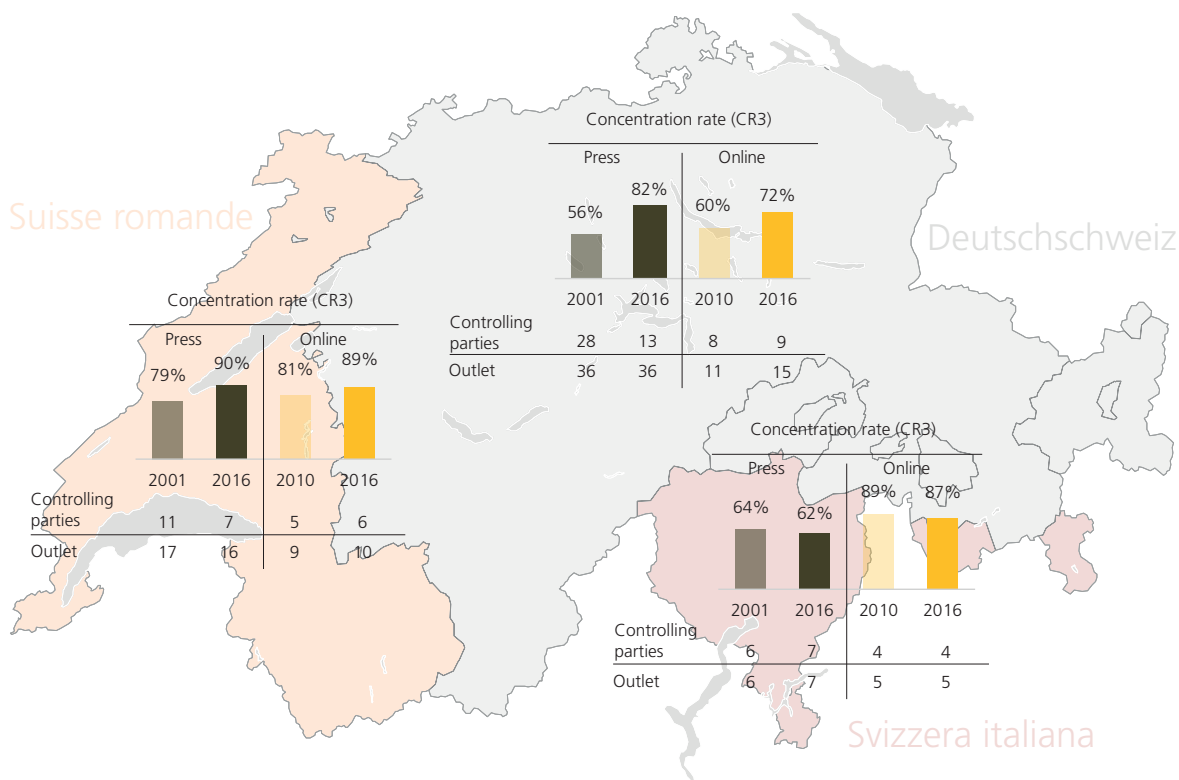 Concentration rate (CR3)
Press Online
56% 82% 60% 72%
2001 2016 2010 2016
Controlling
parties 28 13 8 9
Outlet 36 36 11 15
Suisse romande
Deutschschweiz
Concentration rate (CR3)
Press Online
79% 90% 81% 89%
2001 2016 2010 2016
Controlling
parties 11 7 5 6
Outlet 17 16 9 10
Concentration rate (CR3)
Press Online
64% 62% 89% 87%
2001 2016 2010 2016
Controlling
parties 6 7 4 4
Outlet 6 7 5 5
Svizzera italiana